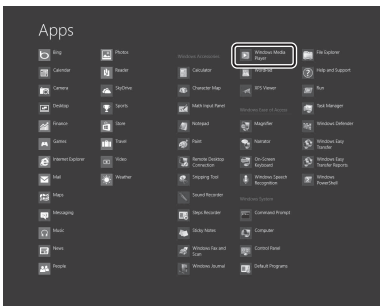 Apps
Bing
Calendar
Camera
Desktop
Finance
Games
Internet Explorer
Mail
Maps
Messaging
Music
News
People
Photos
Reader
SkyDrive
Sports
Store
Travel
Video
Weather
Windows Accessories
Calculator
Character Map
Math Input Panel
Notepad
Paint
Remote Desktop
Connection
Snipping Tool
Sound Recorder
Steps Recorder
Sticky Notes
Windows Fax and
Scan
Windows Journal
Windows Media
Player
WordPad
XPS Viewer
Windows Ease of Access
Magnifier
Narrator
On-Screen
Keyboard
Windows Speech
Recognition
Windows System
Command Prompt
Computer
Control Panel
Default Programs
File Explorer
Help and Support
Run
Task Manager
Windows Defender
Windows Easy
Transfer
Windows Easy
Transfer Reports
Windows
PowerShell